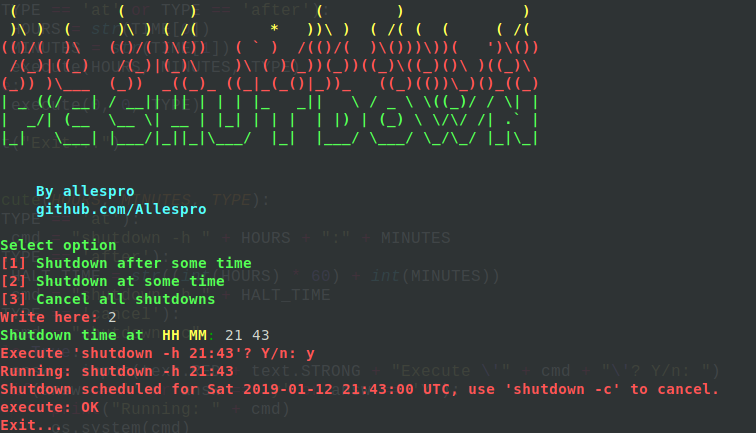 PC SHUTDOWN
By allespro
github.com/Allespro
Select option
[1] Shutdown after some time
[2] Shutdown at some time
[3] Cancel all shutdowns
Write here: 2
Shutdown time at HH MM: 21 43
Execute 'shutdown -h 21:43'? Y/n: y
Running: shutdown -h 21:43
Shutdown scheduled for Sat 2019-01-12 21:43:00 UTC, use 'shutdown -c' to cancel.
execute: OK
Exit...